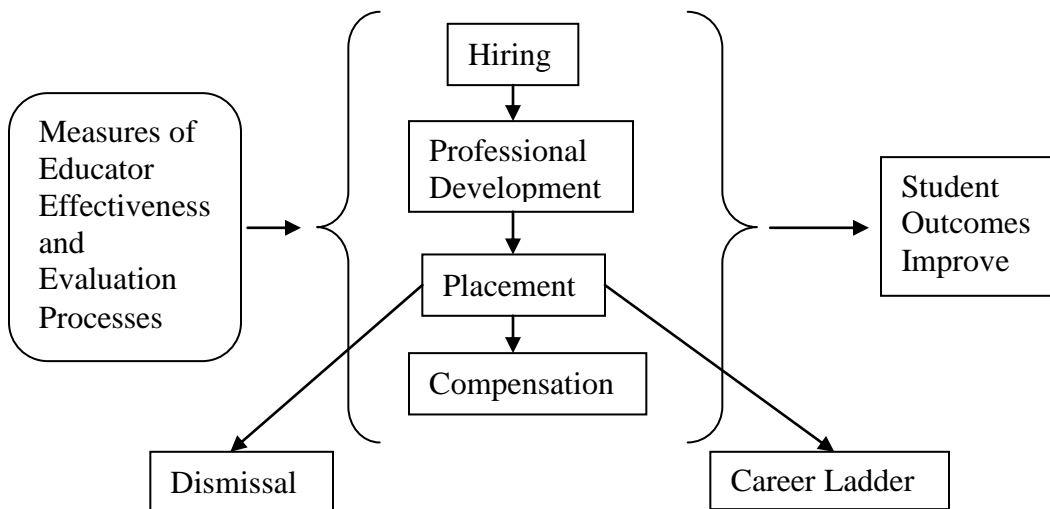 Measures of
Educator
Effectiveness
and
Evaluation
Processes
Hiring
Professional
Development
Placement
Compensation
Dismissal
Career Ladder
Student
Outcomes
Improve